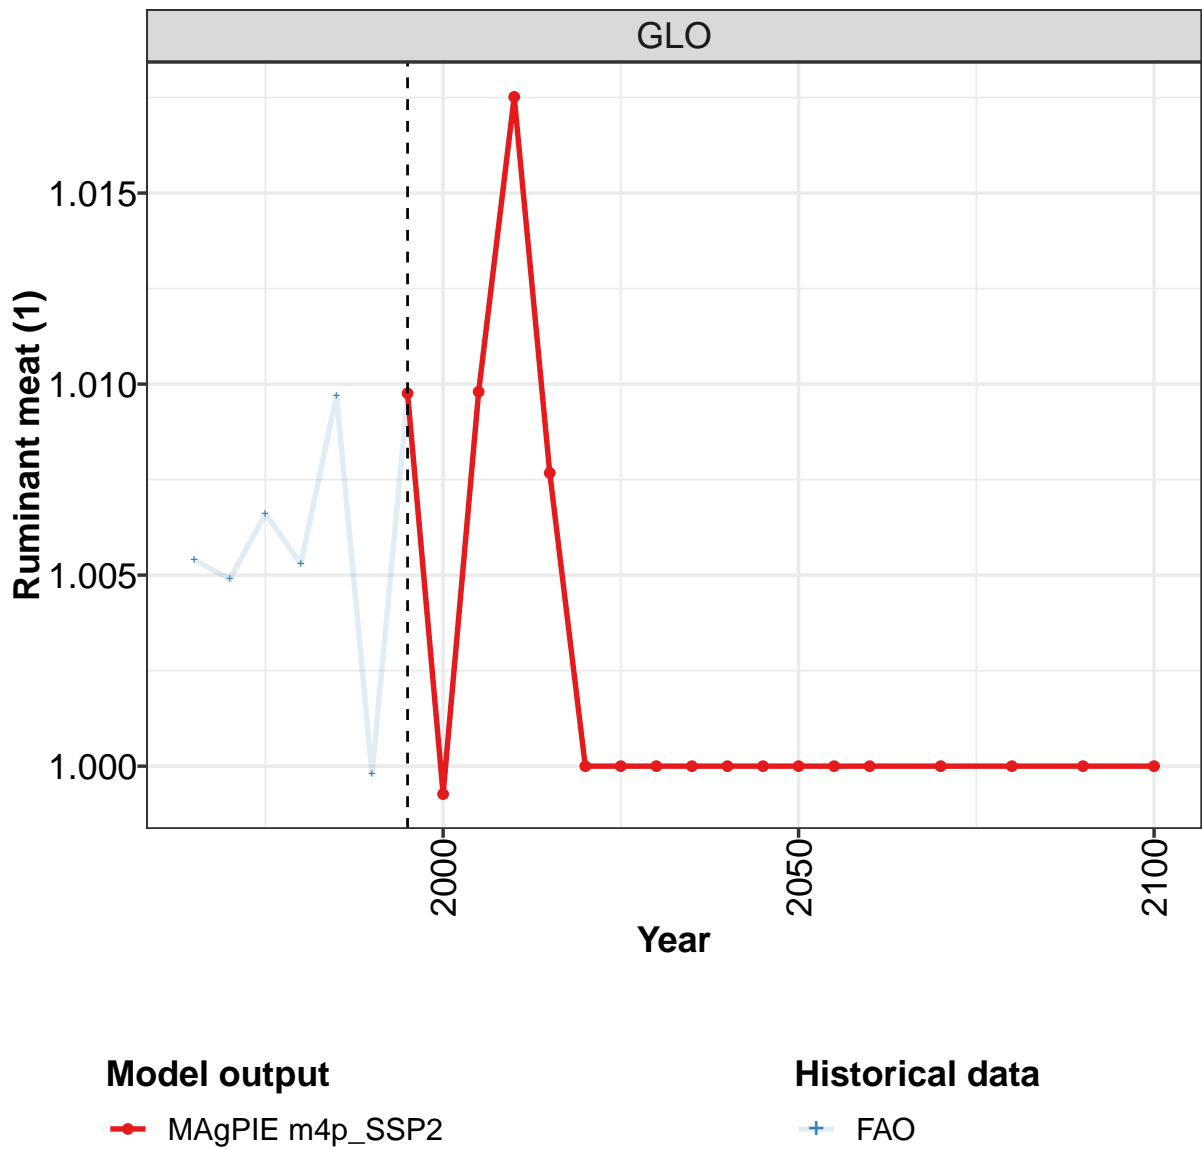 GLO
Ruminant meat (1)
1.015
1.010
1.005
1.000
2000
2050
2100
Year
Model output
MAgPIE m4p_SSP2
Historical data
FAO